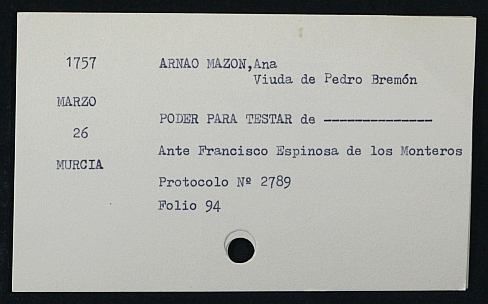 1757 ARNAO MAZON,Ana
Viuda de Pedro Bremón
MARZO
PODER PARA TESTAR de --------------
26
Ante Francisco Espinosa de los Monteros
MURCIA
Protocolo Nº 2789
Folio 94